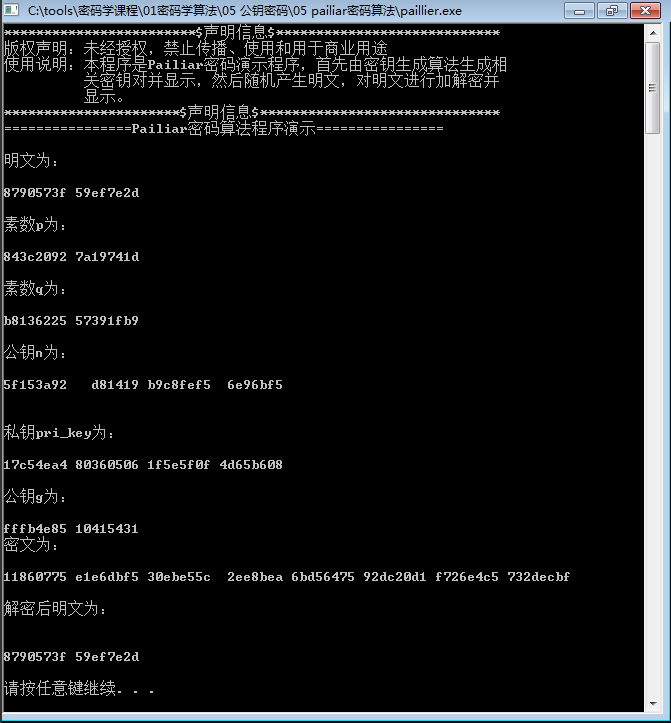 C:\tools\密码学课程\01密码学算法\05 公钥密码\05 pailiar密码算法\paillier.exe
************************$声明信息$****************************
版权声明：未经授权，禁止传播、使用和用于商业用途
使用说明：本程序是Pailiar密码演示程序，首先由密钥生成算法生成相
关密钥对并显示，然后随机产生明文，对明文进行加解密并
显示。
**********************$声明信息$******************************
================Pailiar密码算法程序演示================
明文为：
8790573f 59ef7e2d
素数p为：
843c2092 7a19741d
素数q为：
b8136225 57391fb9
公钥n为：
5f153a92   d81419 b9c8fef5  6e96bf5
私钥pri_key为：
17c54ea4 80360506 1f5e5f0f 4d65b608
公钥g为：
fffb4e85 10415431
密文为：
11860775 e1e6dbf5 30ebe55c  2ee8bea 6bd56475 92dc20d1 f726e4c5 732decbf
解密后明文为：
8790573f 59ef7e2d
请按任意键继续. . .